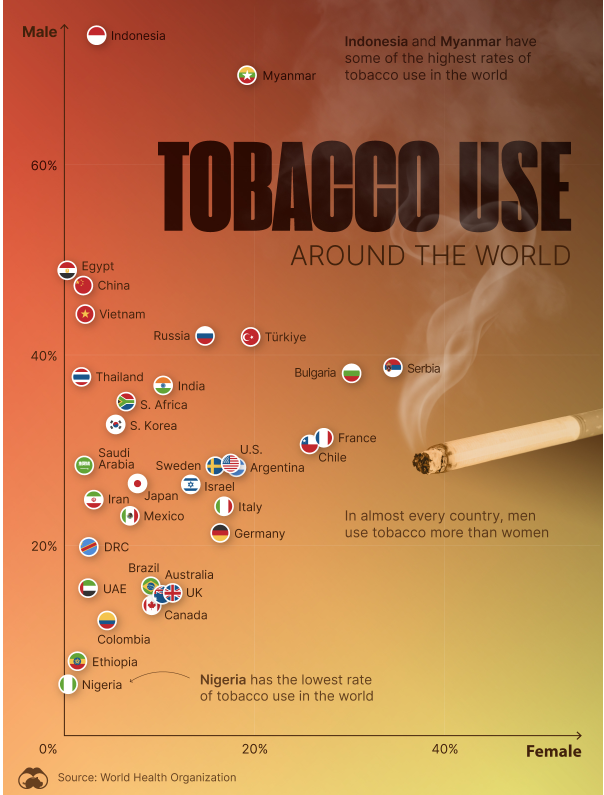 Male
Indonesia
Indonesia and Myanmar have
some of the highest rates of
tobacco use in the world
Myanmar
TOBACCO USE
AROUND THE WORLD
60%
Egypt
China
Vietnam
Russia
Türkiye
40%
Bulgaria
Serbia
Thailand
India
S. Africa
S. Korea
France
Chile
U.S.
Saudi
Arabia
Sweden
Argentina
Israel
Japan
Iran
Italy
Mexico
In almost every country, men
use tobacco more than women
Germany
20%
DRC
Brazil
Australia
UAE
UK
Canada
Colombia
Ethiopia
Nigeria
Nigeria has the lowest rate
of tobacco use in the world
0%
20%
40%
Female
Source: World Health Organization